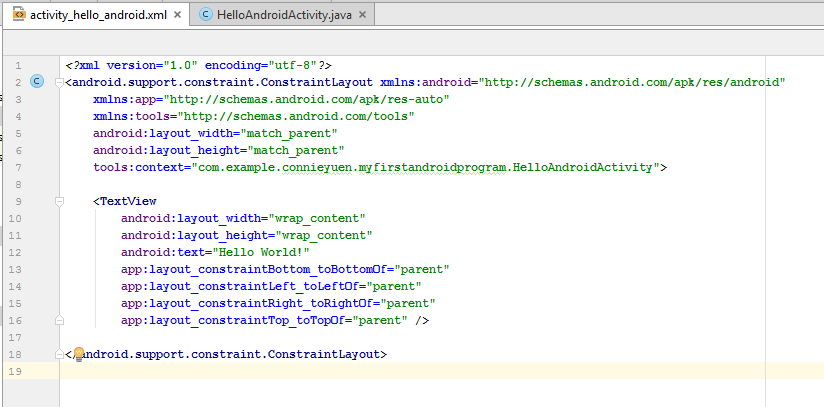 activity_hello_android.xml × HelloAndroidActivity.java ×
1 <?xml version="1.0" encoding="utf-8"?>
2 C <android.support.constraint.ConstraintLayout xmlns:android="http://schemas.android.com/apk/res/android"
3 xmlns:app="http://schemas.android.com/apk/res-auto"
4 xmlns:tools="http://schemas.android.com/tools"
5 android:layout_width="match_parent"
6 android:layout_height="match_parent"
7 tools:context="com.example.connieyuen.myfirstandroidprogram.HelloAndroidActivity">
8
9 <TextView
10 android:layout_width="wrap_content"
11 android:layout_height="wrap_content"
12 android:text="Hello World!"
13 app:layout_constraintBottom_toBottomOf="parent"
14 app:layout_constraintLeft_toLeftOf="parent"
15 app:layout_constraintRight_toRightOf="parent"
16 app:layout_constraintTop_toTopOf="parent" />
17
18 </android.support.constraint.ConstraintLayout>
19